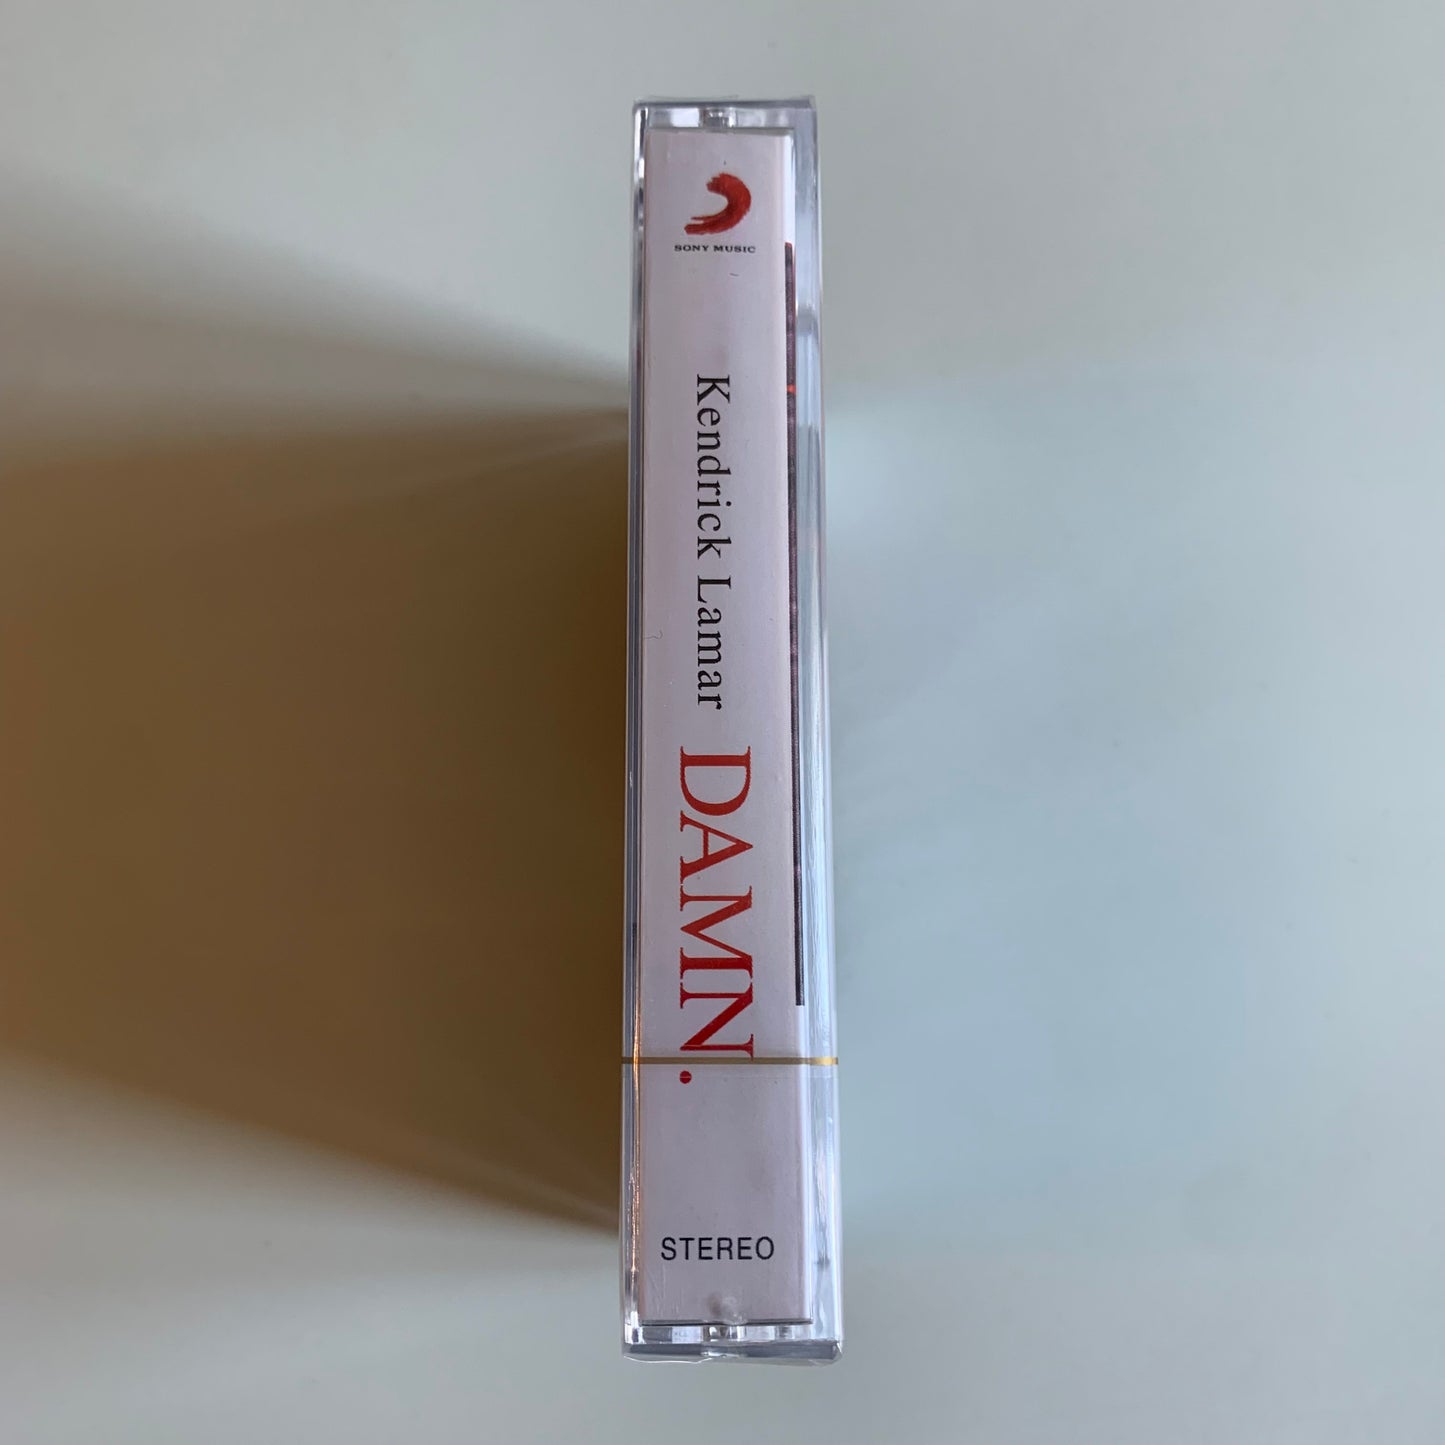 SONY MUSIC
Kendrick Lamar
DAMN.
STEREO